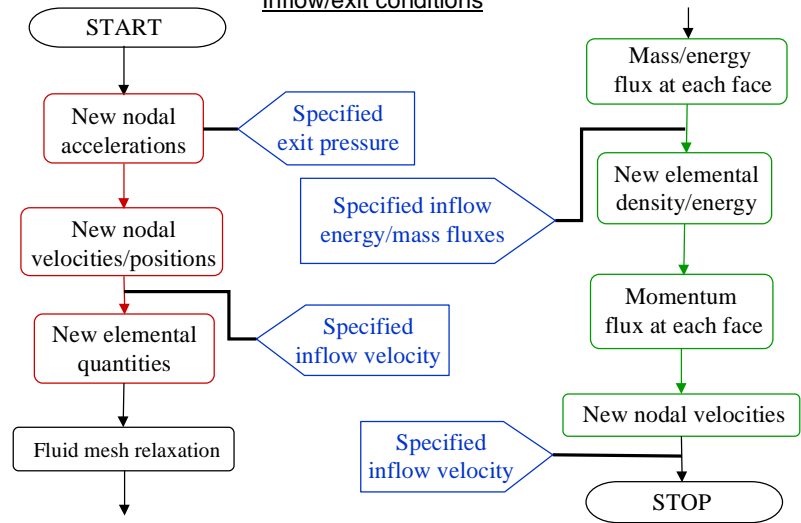 Inflow/exit conditions
START
New nodal
accelerations
Specified
exit pressure
New nodal
velocities/positions
Specified
inflow velocity
New elemental
quantities
Fluid mesh relaxation
Mass/energy
flux at each face
Specified inflow
energy/mass fluxes
New elemental
density/energy
Momentum
flux at each face
New nodal velocities
Specified
inflow velocity
STOP